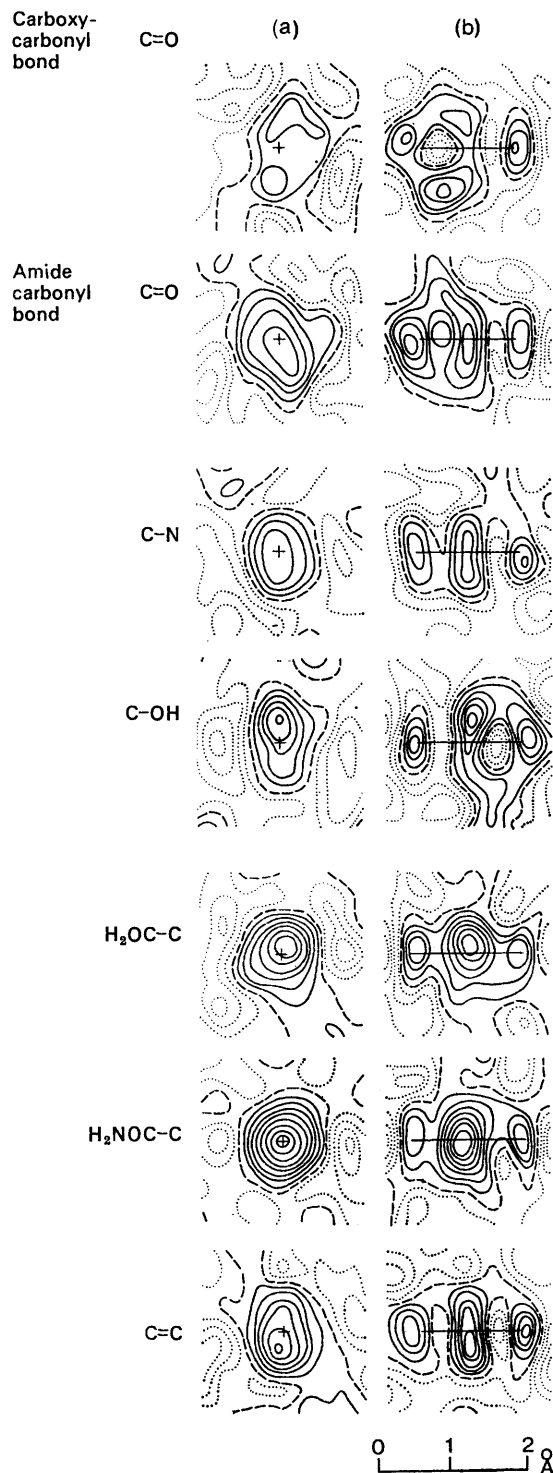 Carboxy-
carbonyl
bond
C=O
(a)
(b)
Amide
carbonyl
bond
C=O
C-N
C-OH
H₂OC-C
H₂NOC-C
C=C
0 1 2 Å